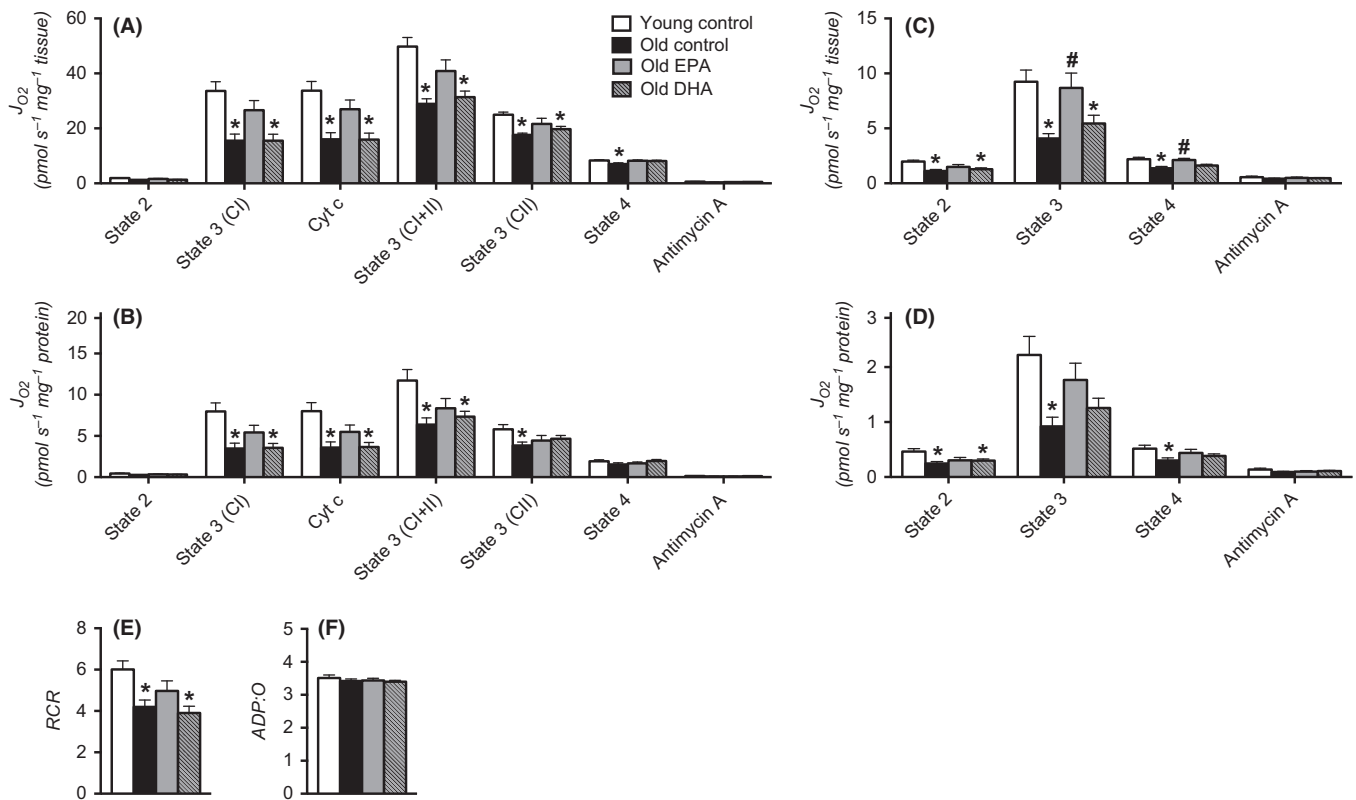 (A)
60
40
20
0
J_O2
(pmol s⁻¹ mg⁻¹ tissue)
Young control
Old control
Old EPA
Old DHA
* * * * * * * * *
State 2
State 3 (CI)
Cyt c
State 3 (CI+II)
State 3 (CII)
State 4
Antimycin A
(C)
15
10
5
0
J_O2
(pmol s⁻¹ mg⁻¹ tissue)
* * * # * * #
State 2
State 3
State 4
Antimycin A
(B)
20
15
10
5
0
J_O2
(pmol s⁻¹ mg⁻¹ protein)
* * * * * * *
State 2
State 3 (CI)
Cyt c
State 3 (CI+II)
State 3 (CII)
State 4
Antimycin A
(D)
3
2
1
0
J_O2
(pmol s⁻¹ mg⁻¹ protein)
* * * *
State 2
State 3
State 4
Antimycin A
(E)
8
6
4
2
0
RCR
* *
(F)
5
4
3
2
1
0
ADP:O